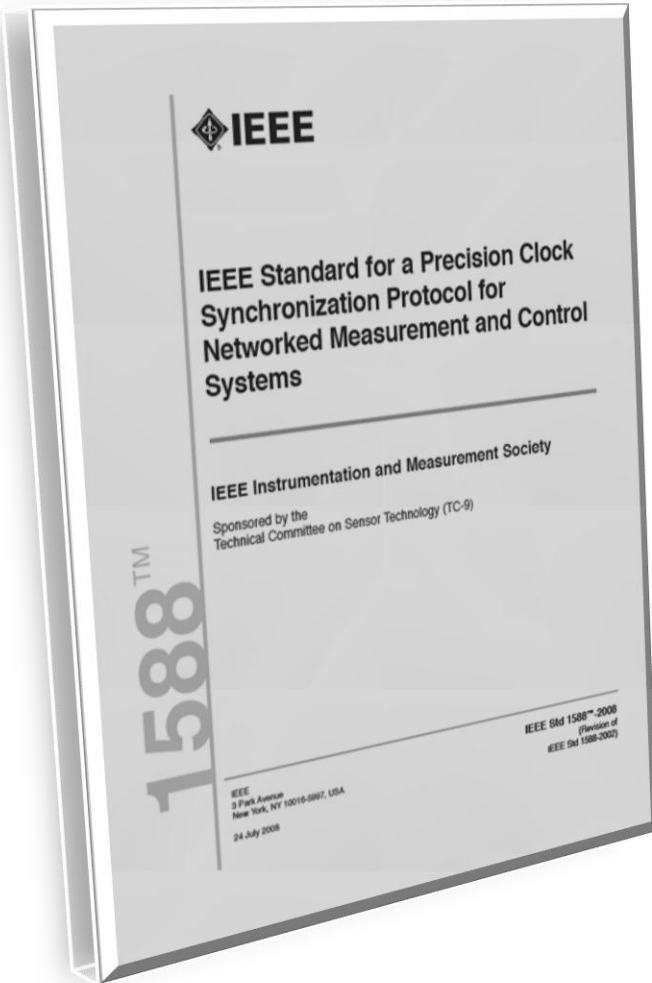 IEEE
IEEE Standard for a Precision Clock
Synchronization Protocol for
Networked Measurement and Control
Systems
IEEE Instrumentation and Measurement Society
Sponsored by the
Technical Committee on Sensor Technology (TC-9)
1588™
IEEE
3 Park Avenue
New York, NY 10016-5997, USA
24 July 2008
IEEE Std 1588™-2008
(Revision of
IEEE Std 1588-2002)